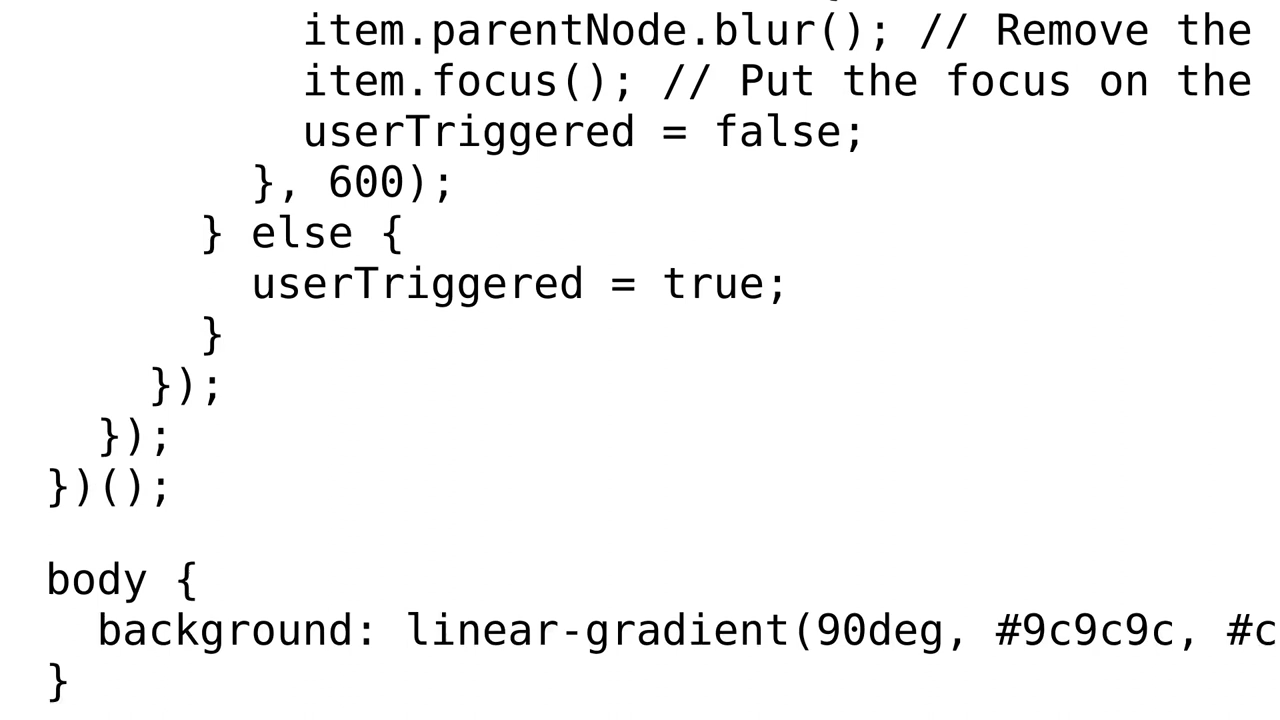 item.parentNode.blur(); // Remove the
item.focus(); // Put the focus on the
userTriggered = false;
}, 600);
} else {
userTriggered = true;
}
});
});
})();
body {
background: linear-gradient(90deg, #9c9c9c, #c
}